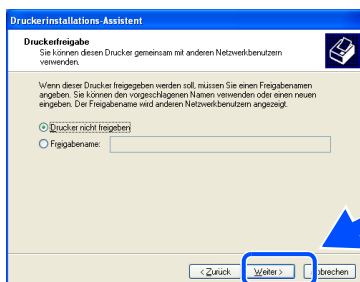 Druckerinstallations-Assistent
Druckerfreigabe
Sie können diesen Drucker gemeinsam mit anderen Netzwerkbenutzern
verwenden.
Wenn dieser Drucker freigegeben werden soll, müssen Sie einen Freigabenamen
angeben. Sie können den vorgeschlagenen Namen verwenden oder einen neuen
eingeben. Der Freigabename wird anderen Netzwerkbenutzern angezeigt.
Drucker nicht freigeben
Freigabename:
< Zurück Weiter > Abbrechen